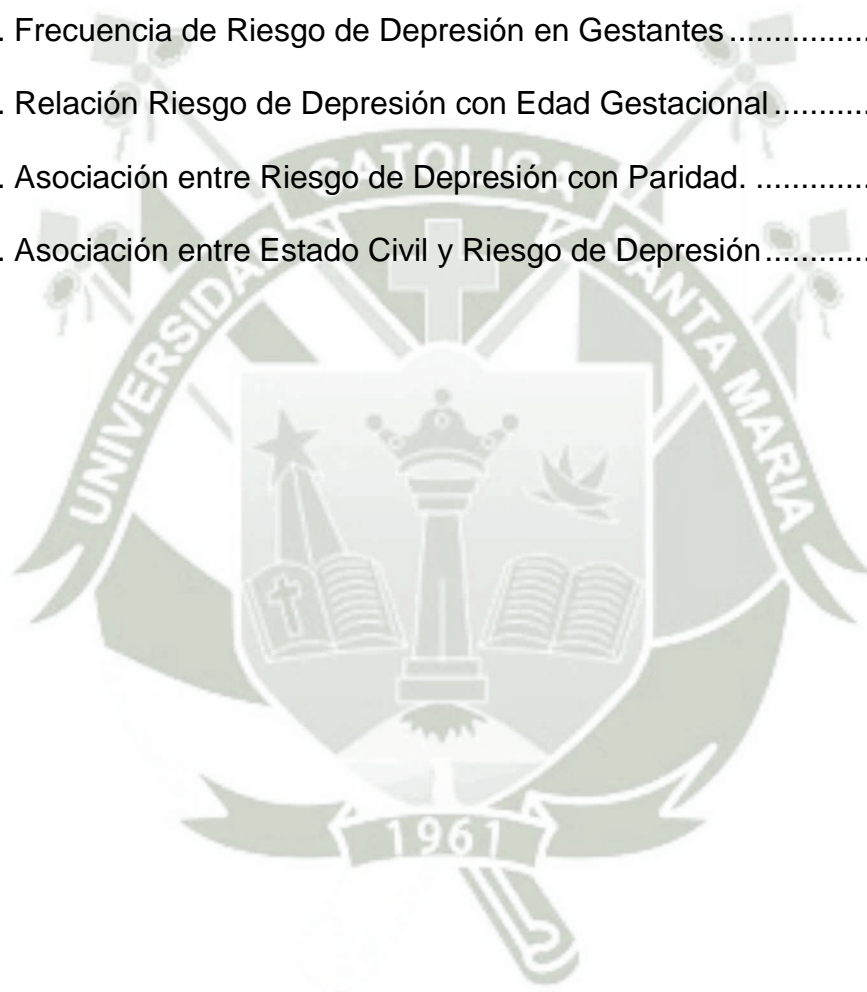 . Frecuencia de Riesgo de Depresión en Gestantes ................
. Relación Riesgo de Depresión con Edad Gestacional ...........
. Asociación entre Riesgo de Depresión con Paridad. .............
. Asociación entre Estado Civil y Riesgo de Depresión ............
UNIVERSIDAD CATOLICA SANTA MARIA
1961